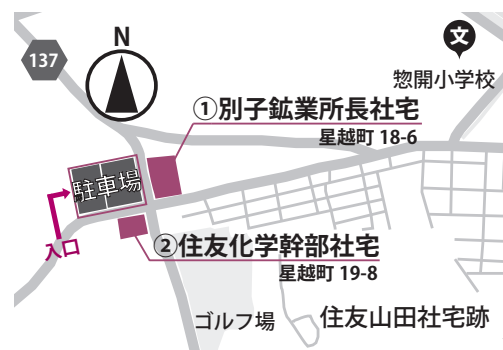 N
137
文
惣開小学校
①別子鉱業所長社宅
星越町 18-6
駐車場
入口
②住友化学幹部社宅
星越町 19-8
ゴルフ場
住友山田社宅跡